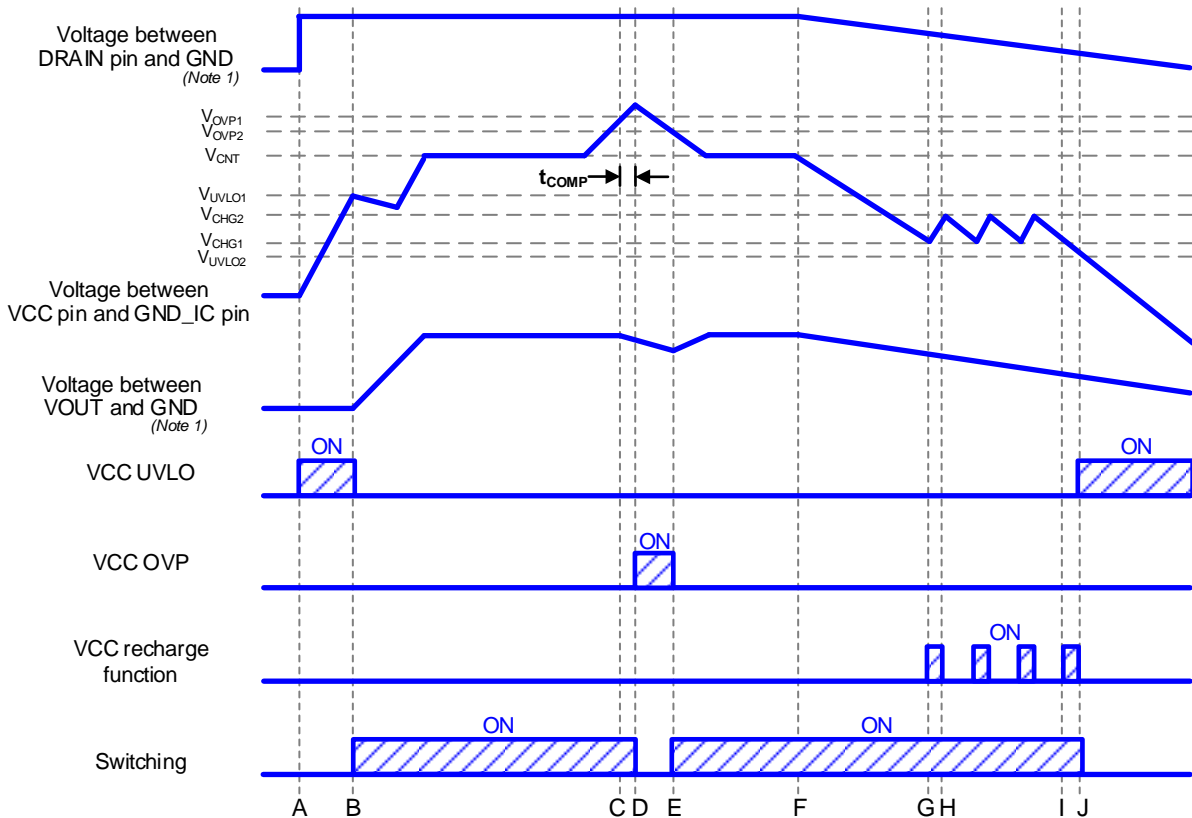 Voltage between
DRAIN pin and GND
(Note 1)
VOVP1
VOVP2
VCNT
tCOMP
VUVLO1
VCHG2
VCHG1
VUVLO2
Voltage between
VCC pin and GND_IC pin
Voltage between
VOUT and GND
(Note 1)
ON
ON
VCC UVLO
ON
VCC OVP
ON
VCC recharge
function
ON
ON
Switching
A B C D E F G H I J